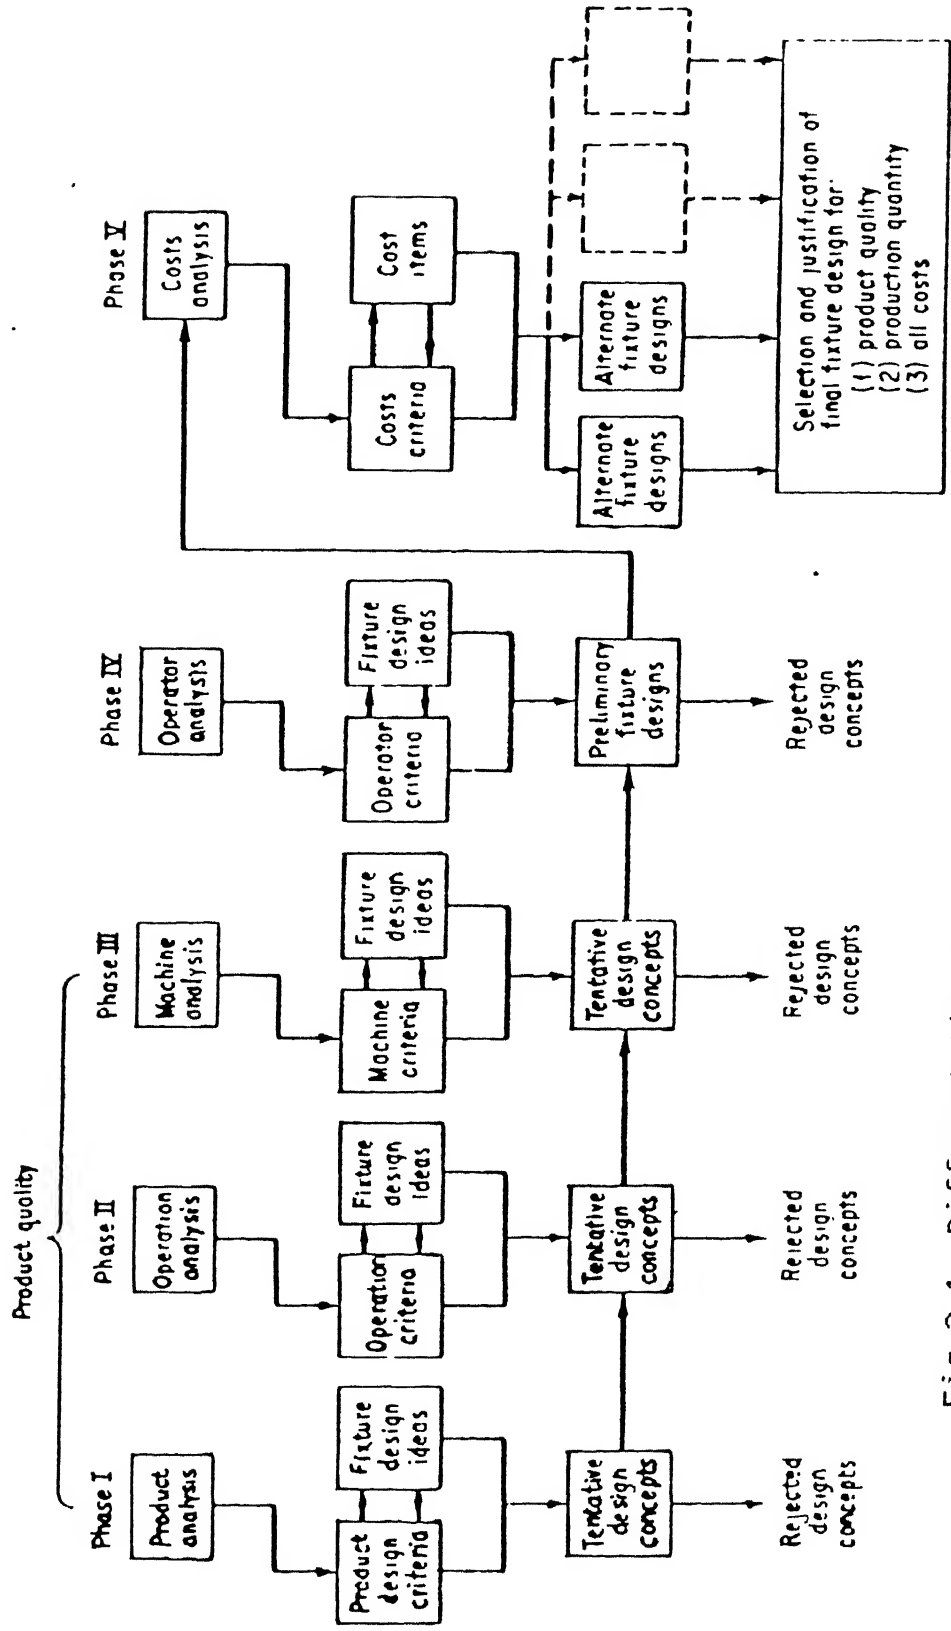 Product quality
Phase I
Phase II
Phase III
Phase IV
Phase V
Product
analysis
Operation
analysis
Machine
analysis
Operator
analysis
Costs
analysis
Product
design
criteria
Fixture
design
ideas
Operation
criteria
Fixture
design
ideas
Machine
criteria
Fixture
design
ideas
Operator
criteria
Fixture
design
ideas
Costs
criteria
Cost
items
Tentative
design
concepts
Tentative
design
concepts
Tentative
design
concepts
Preliminary
fixture
designs
Alternate
fixture
designs
Alternate
fixture
designs
Rejected
design
concepts
Rejected
design
concepts
Rejected
design
concepts
Rejected
design
concepts
Selection and justification of
final fixture design for:
(1) product quality
(2) production quantity
(3) all costs